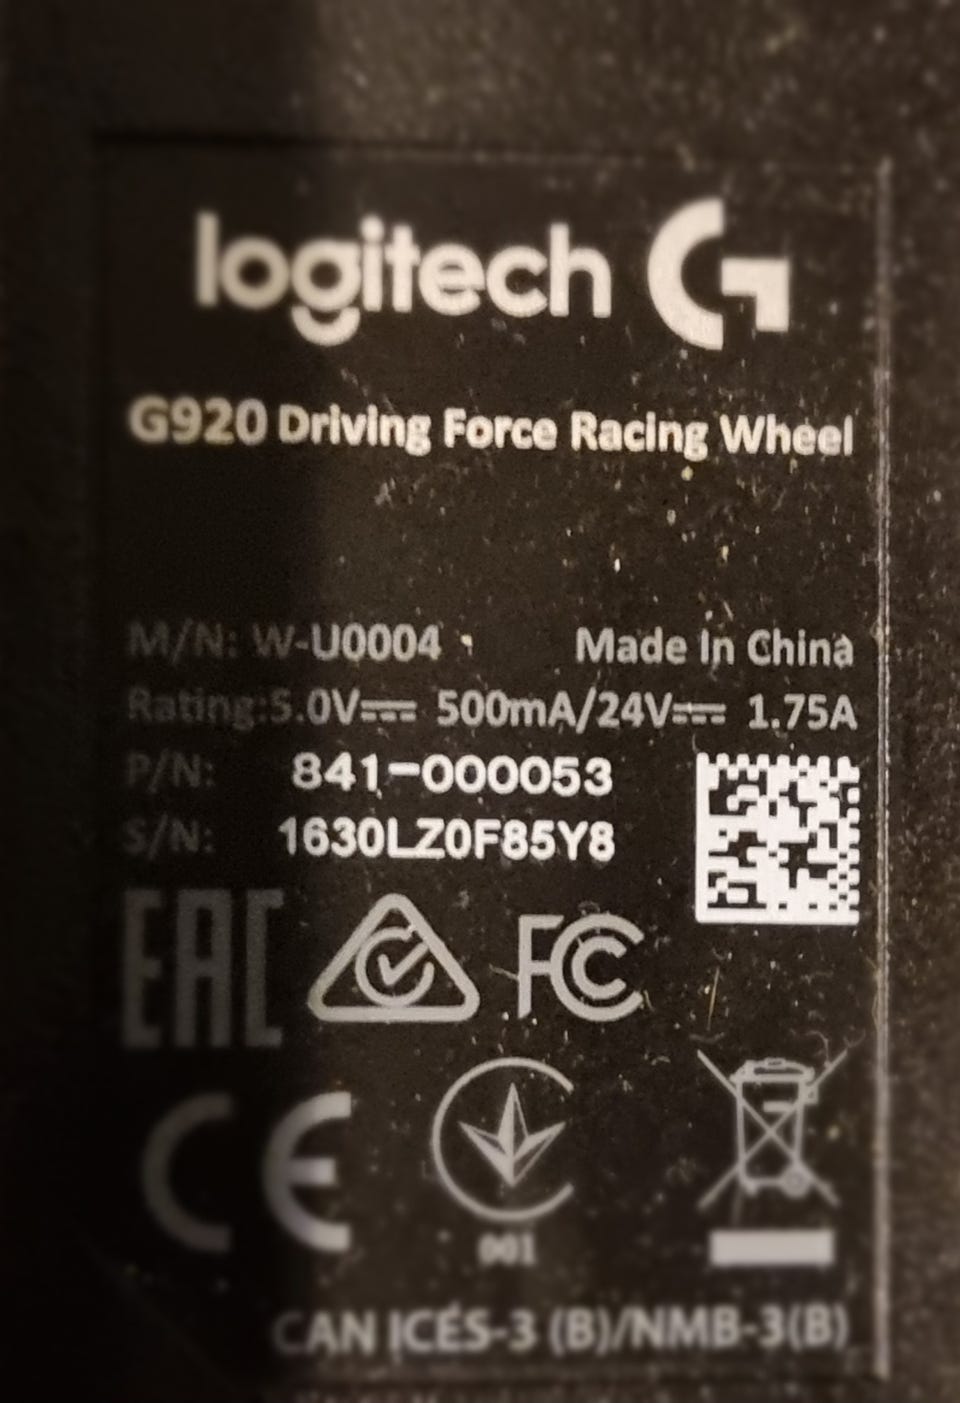 logitech G
G920 Driving Force Racing Wheel
M/N: W-U0004 Made In China
Rating:5.0V⎓ 500mA/24V⎓ 1.75A
P/N: 841-000053
S/N: 1630LZ0F85Y8
EAC FC
CE
001
CAN ICES-3 (B)/NMB-3(B)